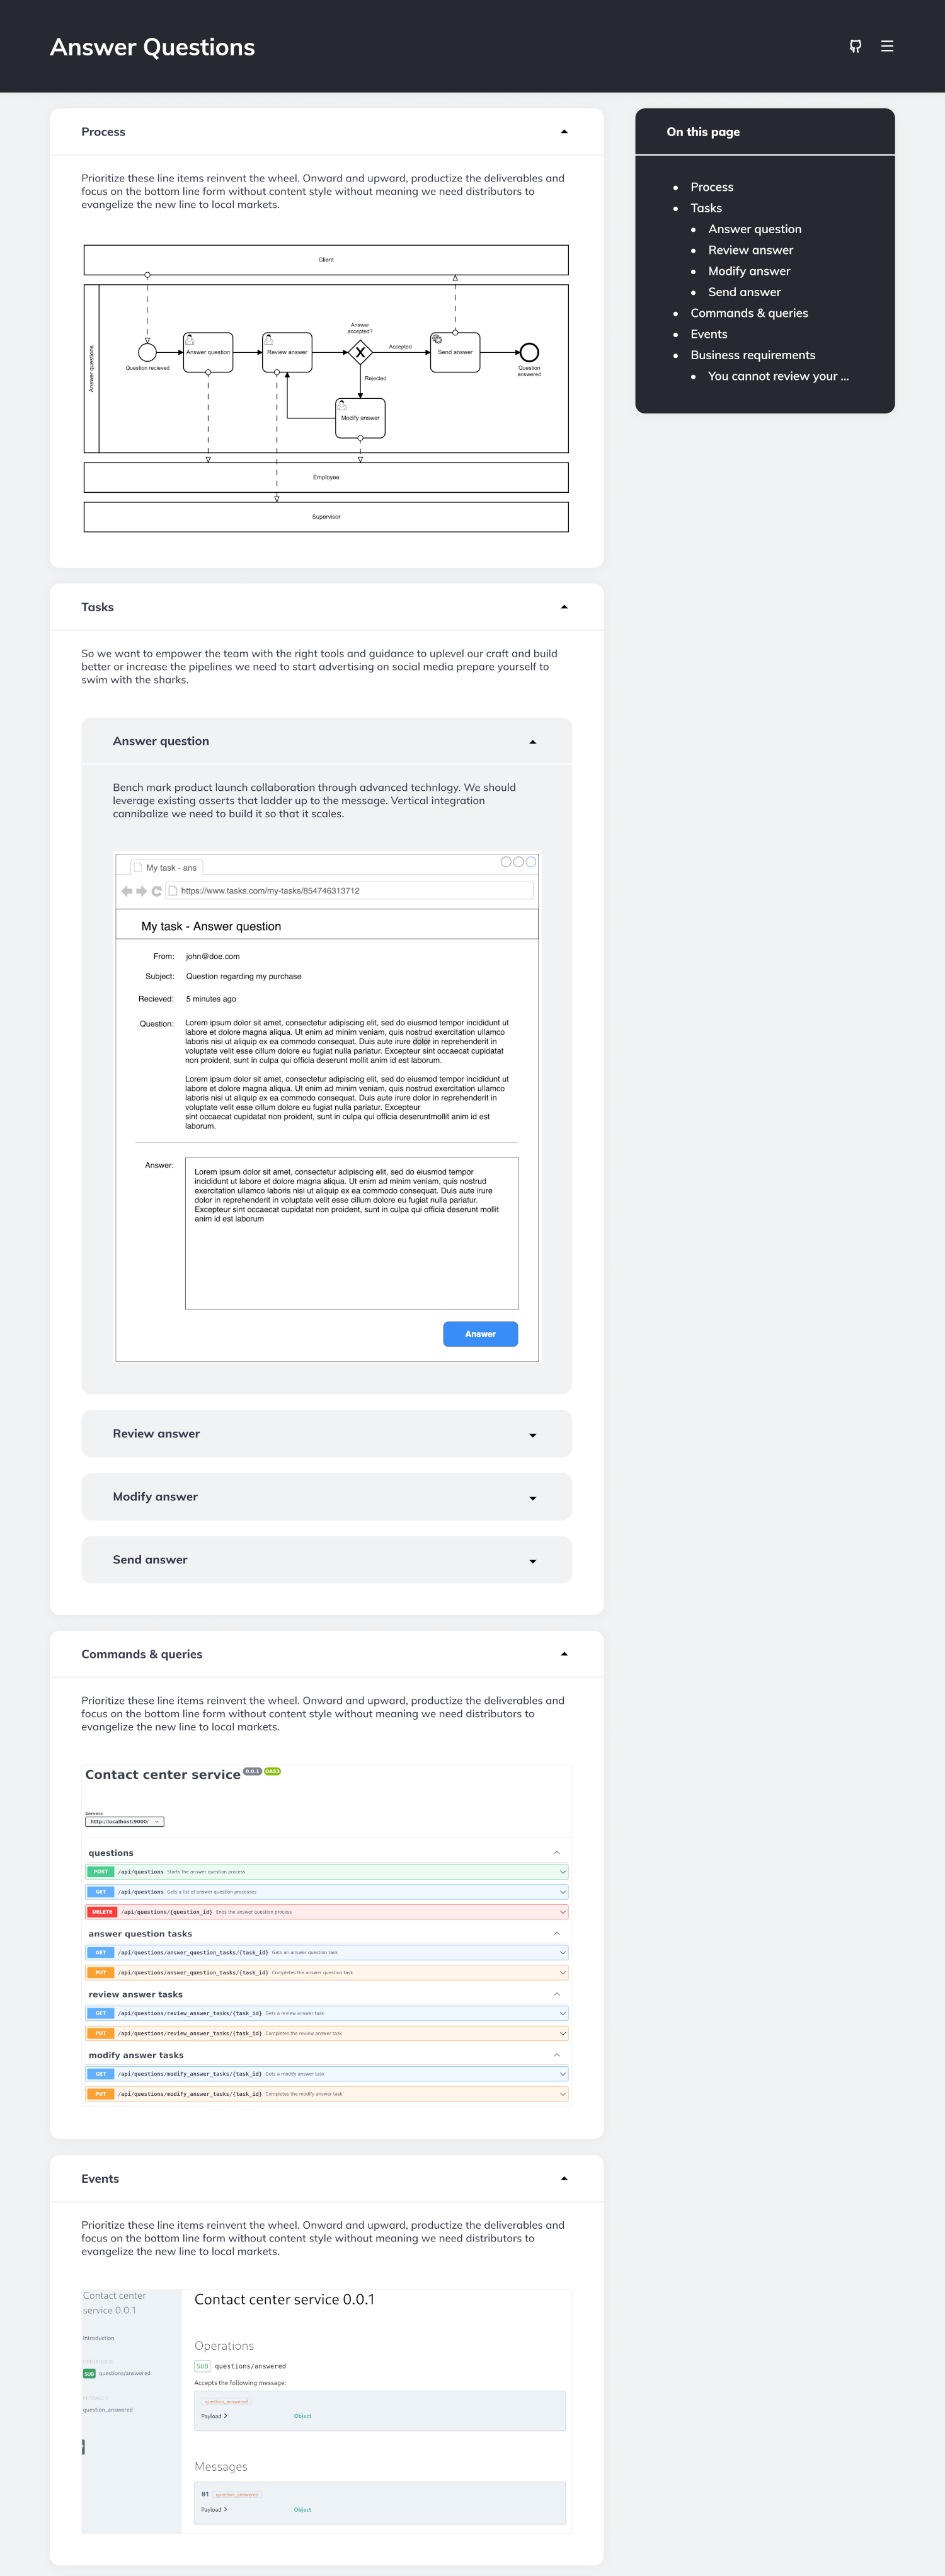 Answer Questions
Process
Prioritize these line items reinvent the wheel. Onward and upward, productize the deliverables and
focus on the bottom line form without content style without meaning we need distributors to
evangelize the new line to local markets.
Client
Answer questions
Question recieved
Answer question
Review answer
Answer
accepted?
Accepted
Rejected
Send answer
Question
answered
Modify answer
Employee
Supervisor
On this page
Process
Tasks
Answer question
Review answer
Modify answer
Send answer
Commands & queries
Events
Business requirements
You cannot review your ...
Tasks
So we want to empower the team with the right tools and guidance to uplevel our craft and build
better or increase the pipelines we need to start advertising on social media prepare yourself to
swim with the sharks.
Answer question
Bench mark product launch collaboration through advanced technlogy. We should
leverage existing asserts that ladder up to the message. Vertical integration
cannibalize we need to build it so that it scales.
My task - ans
https://www.tasks.com/my-tasks/854746313712
My task - Answer question
From: john@doe.com
Subject: Question regarding my purchase
Recieved: 5 minutes ago
Question: Lorem ipsum dolor sit amet, consectetur adipiscing elit, sed do eiusmod tempor incididunt ut
labore et dolore magna aliqua. Ut enim ad minim veniam, quis nostrud exercitation ullamco
laboris nisi ut aliquip ex ea commodo consequat. Duis aute irure dolor in reprehenderit in
voluptate velit esse cillum dolore eu fugiat nulla pariatur. Excepteur sint occaecat cupidatat
non proident, sunt in culpa qui officia deserunt mollit anim id est laborum.
Lorem ipsum dolor sit amet, consectetur adipiscing elit, sed do eiusmod tempor incididunt ut
labore et dolore magna aliqua. Ut enim ad minim veniam, quis nostrud exercitation ullamco
laboris nisi ut aliquip ex ea commodo consequat. Duis aute irure dolor in reprehenderit in
voluptate velit esse cillum dolore eu fugiat nulla pariatur. Excepteur
sint occaecat cupidatat non proident, sunt in culpa qui officia deseruntmollit anim id est
laborum.
Answer: Lorem ipsum dolor sit amet, consectetur adipiscing elit, sed do eiusmod tempor
incididunt ut labore et dolore magna aliqua. Ut enim ad minim veniam, quis nostrud
exercitation ullamco laboris nisi ut aliquip ex ea commodo consequat. Duis aute irure
dolor in reprehenderit in voluptate velit esse cillum dolore eu fugiat nulla pariatur.
Excepteur sint occaecat cupidatat non proident, sunt in culpa qui officia deserunt mollit
anim id est laborum
Answer
Review answer
Modify answer
Send answer
Commands & queries
Prioritize these line items reinvent the wheel. Onward and upward, productize the deliverables and
focus on the bottom line form without content style without meaning we need distributors to
evangelize the new line to local markets.
Contact center service 0.0.1 OAS3
Servers
http://localhost:9000/
questions
POST /api/questions Starts the answer question process
GET /api/questions Gets a list of answer question processes
DELETE /api/questions/{question_id} Ends the answer question process
answer question tasks
GET /api/questions/answer_question_tasks/{task_id} Gets an answer question task
PUT /api/questions/answer_question_tasks/{task_id} Completes the answer question task
review answer tasks
GET /api/questions/review_answer_tasks/{task_id} Gets a review answer task
PUT /api/questions/review_answer_tasks/{task_id} Completes the review answer task
modify answer tasks
GET /api/questions/modify_answer_tasks/{task_id} Gets a modify answer task
PUT /api/questions/modify_answer_tasks/{task_id} Completes the modify answer task
Events
Prioritize these line items reinvent the wheel. Onward and upward, productize the deliverables and
focus on the bottom line form without content style without meaning we need distributors to
evangelize the new line to local markets.
Contact center
service 0.0.1
Introduction
OPERATIONS
SUB questions/answered
MESSAGES
question_answered
Contact center service 0.0.1
Operations
SUB questions/answered
Accepts the following message:
question_answered
Payload Object
Messages
#1 question_answered
Payload Object